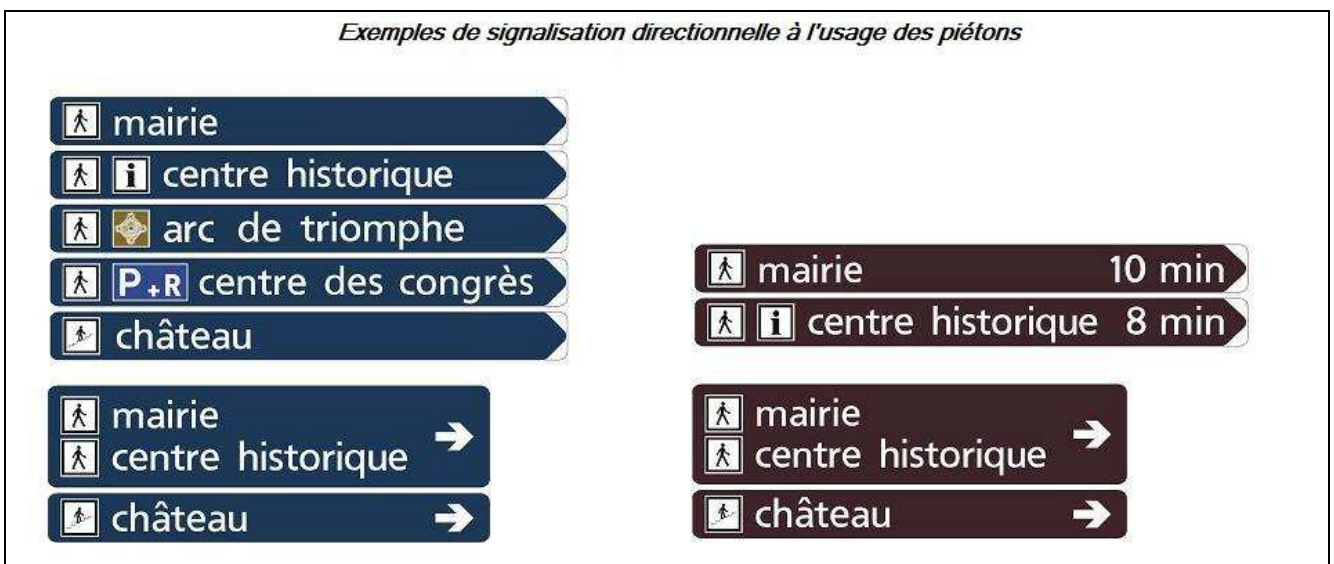 Exemples de signalisation directionnelle à l'usage des piétons
mairie
i centre historique
arc de triomphe
P+R centre des congrès
château
mairie
centre historique
château
mairie 10 min
i centre historique 8 min
mairie
centre historique
château